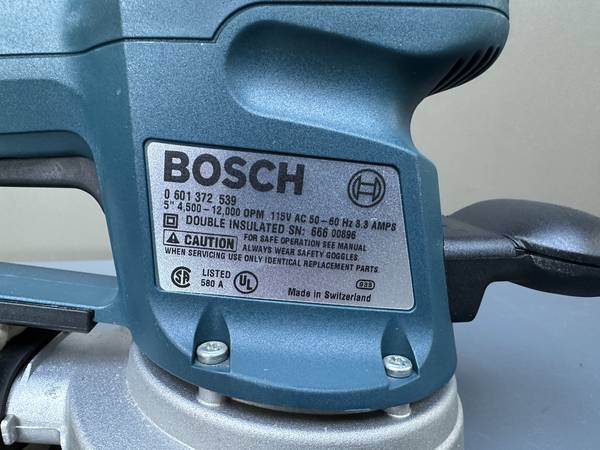 BOSCH
0 601 372 539
5" 4,500-12,000 OPM 115V AC 50-60 Hz 3.3 AMPS
DOUBLE INSULATED SN: 666 00896
CAUTION FOR SAFE OPERATION SEE MANUAL
ALWAYS WEAR SAFETY GOGGLES.
WHEN SERVICING USE ONLY IDENTICAL REPLACEMENT PARTS
SA LISTED 580 A UL
Made in Switzerland 935